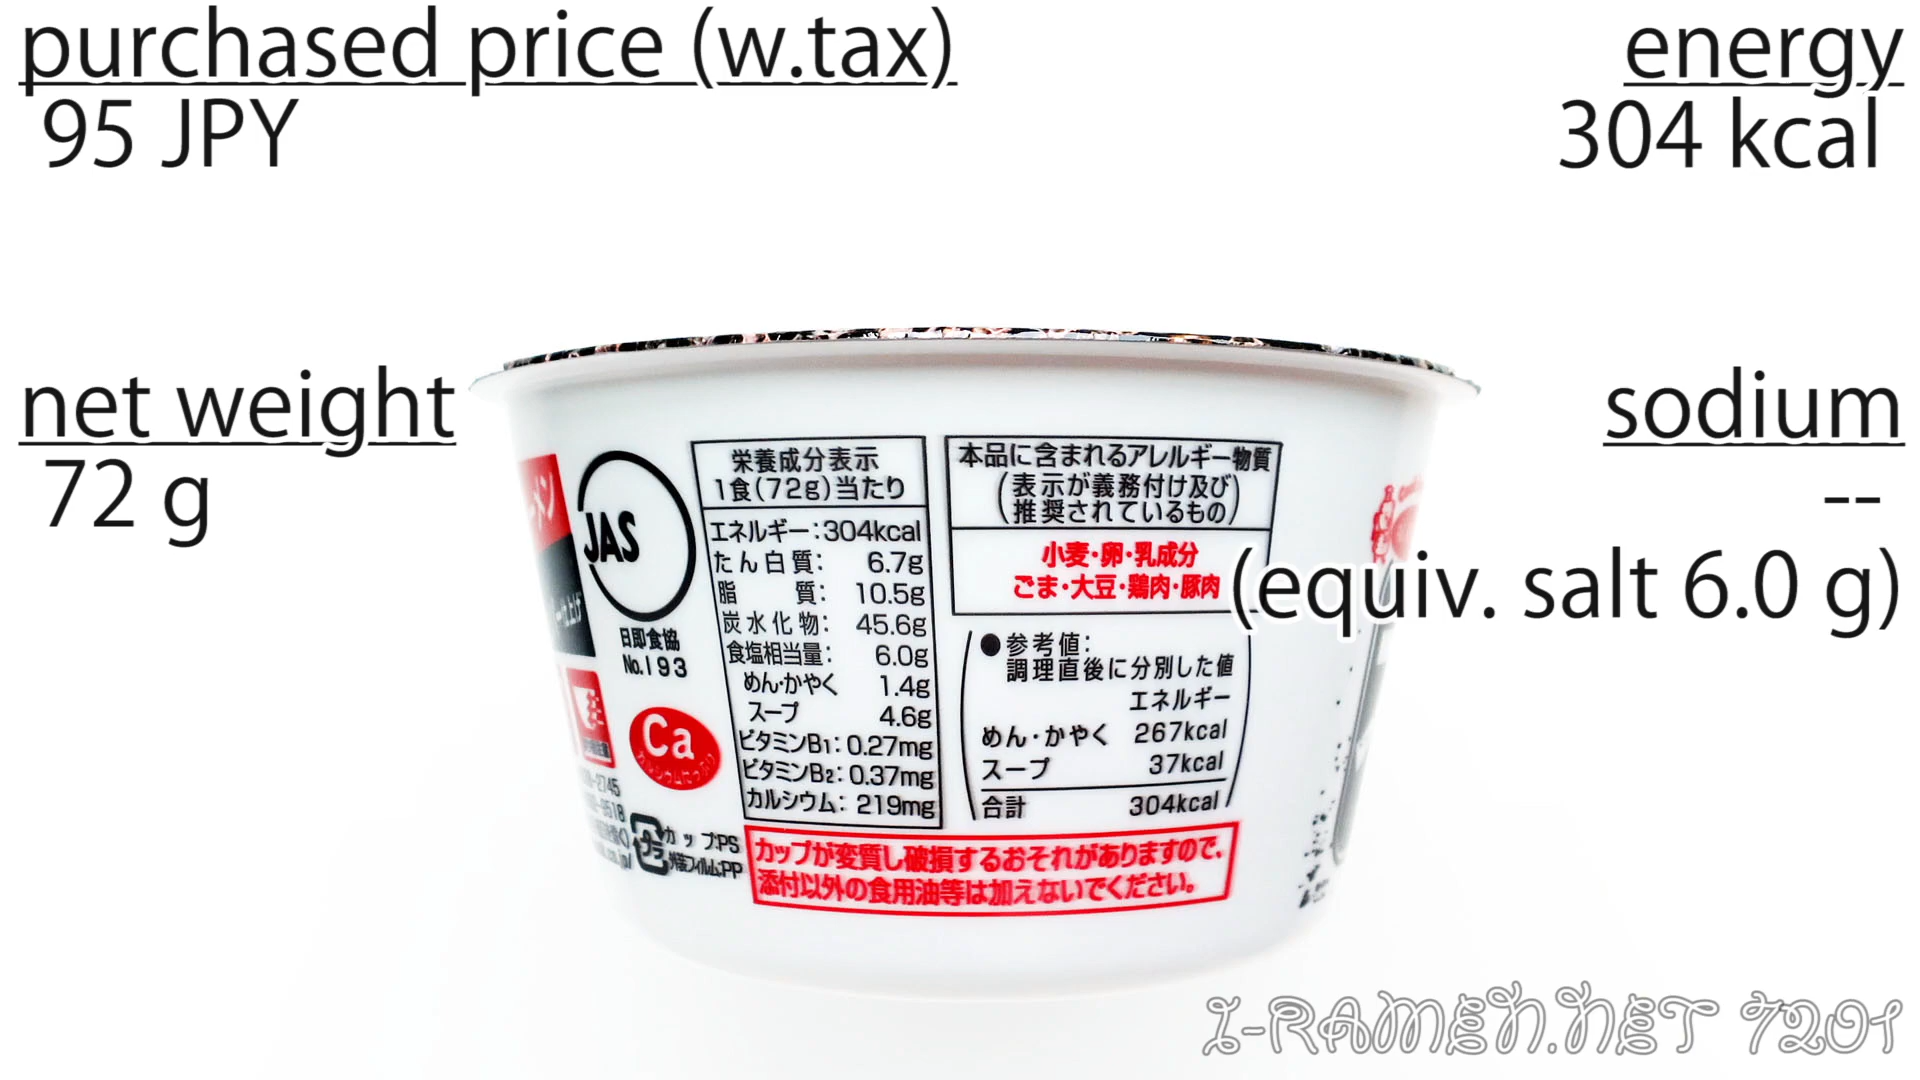 purchased price (w.tax)
95 JPY
energy
304 kcal
net weight
72 g
sodium
--
(equiv. salt 6.0 g)
JAS
日即食協
No.193
Ca
栄養成分表示
1食(72g)当たり
エネルギー:304kcal
たん白質: 6.7g
脂質: 10.5g
炭水化物: 45.6g
食塩相当量: 6.0g
めん・かやく 1.4g
スープ 4.6g
ビタミンB1: 0.27mg
ビタミンB2: 0.37mg
カルシウム: 219mg
本品に含まれるアレルギー物質
(表示が義務付け及び
推奨されているもの)
小麦・卵・乳成分
ごま・大豆・鶏肉・豚肉
●参考値:
調理直後に分別した値
エネルギー
めん・かやく 267kcal
スープ 37kcal
合計 304kcal
プラ
カップ:PS
外装フィルム:PP
カップが変質し破損するおそれがありますので、
添付以外の食用油等は加えないでください。
I-RAMEN.NET 7201